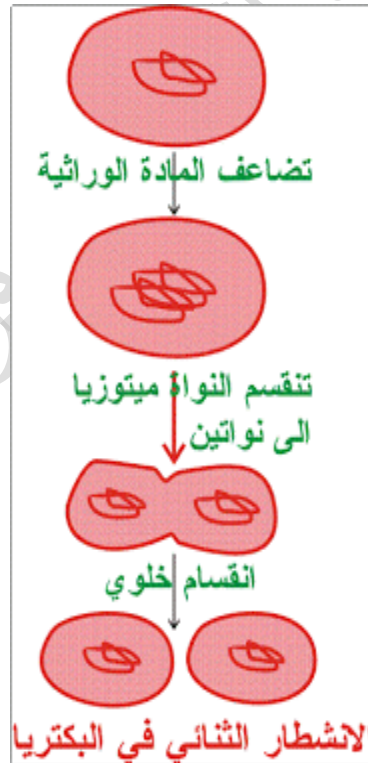 تضاعف المادة الوراثية
تنقسم النواة ميتوزيا
الى نواتين
انقسام خلوي
الانشطار الثنائي في البكتريا